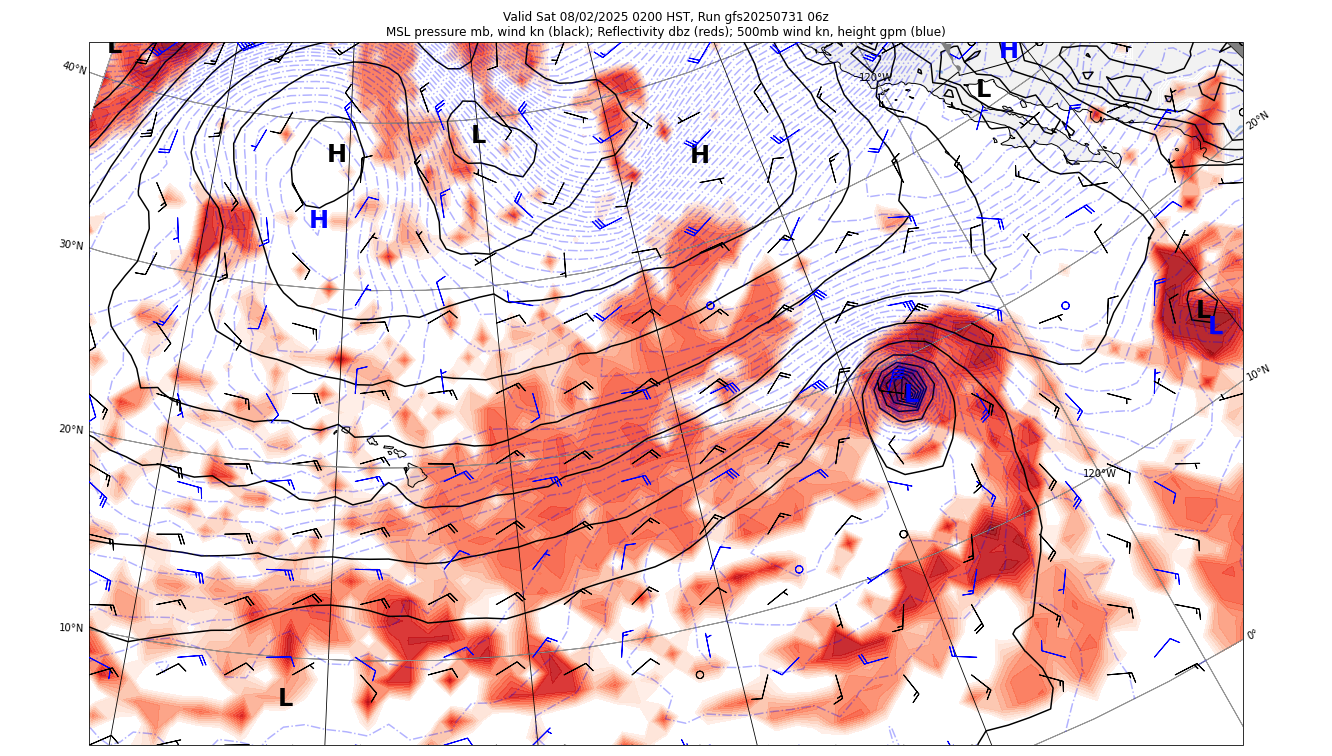 Valid Sat 08/02/2025 0200 HST, Run gfs20250731 06z
MSL pressure mb, wind kn (black); Reflectivity dbz (reds); 500mb wind kn, height gpm (blue)
L
H
40°N
120°W
L
20°N
L
H
H
H
30°N
L
L
10°N
L
20°N
120°W
10°N
0°
L